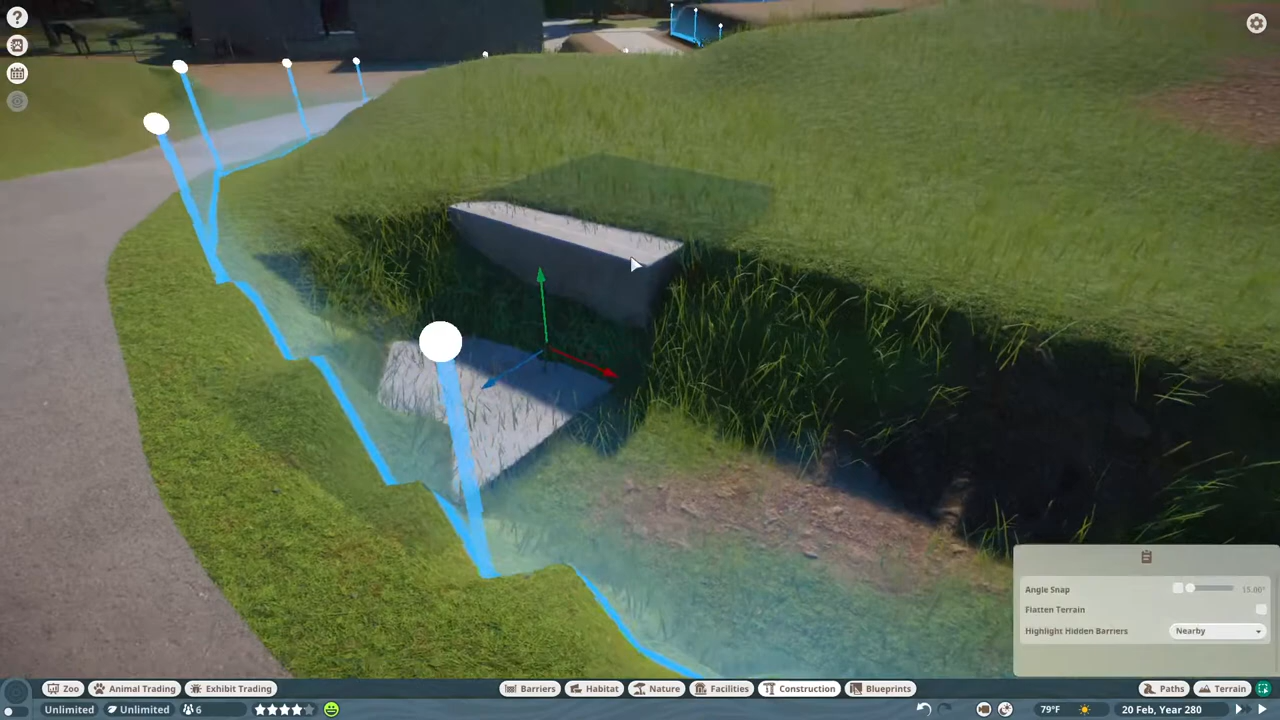 ?
Angle Snap 15.00°
Flatten Terrain
Highlight Hidden Barriers Nearby
Zoo Animal Trading Exhibit Trading Barriers Habitat Nature Facilities Construction Blueprints Paths Terrain
Unlimited Unlimited 6 79°F 20 Feb, Year 280